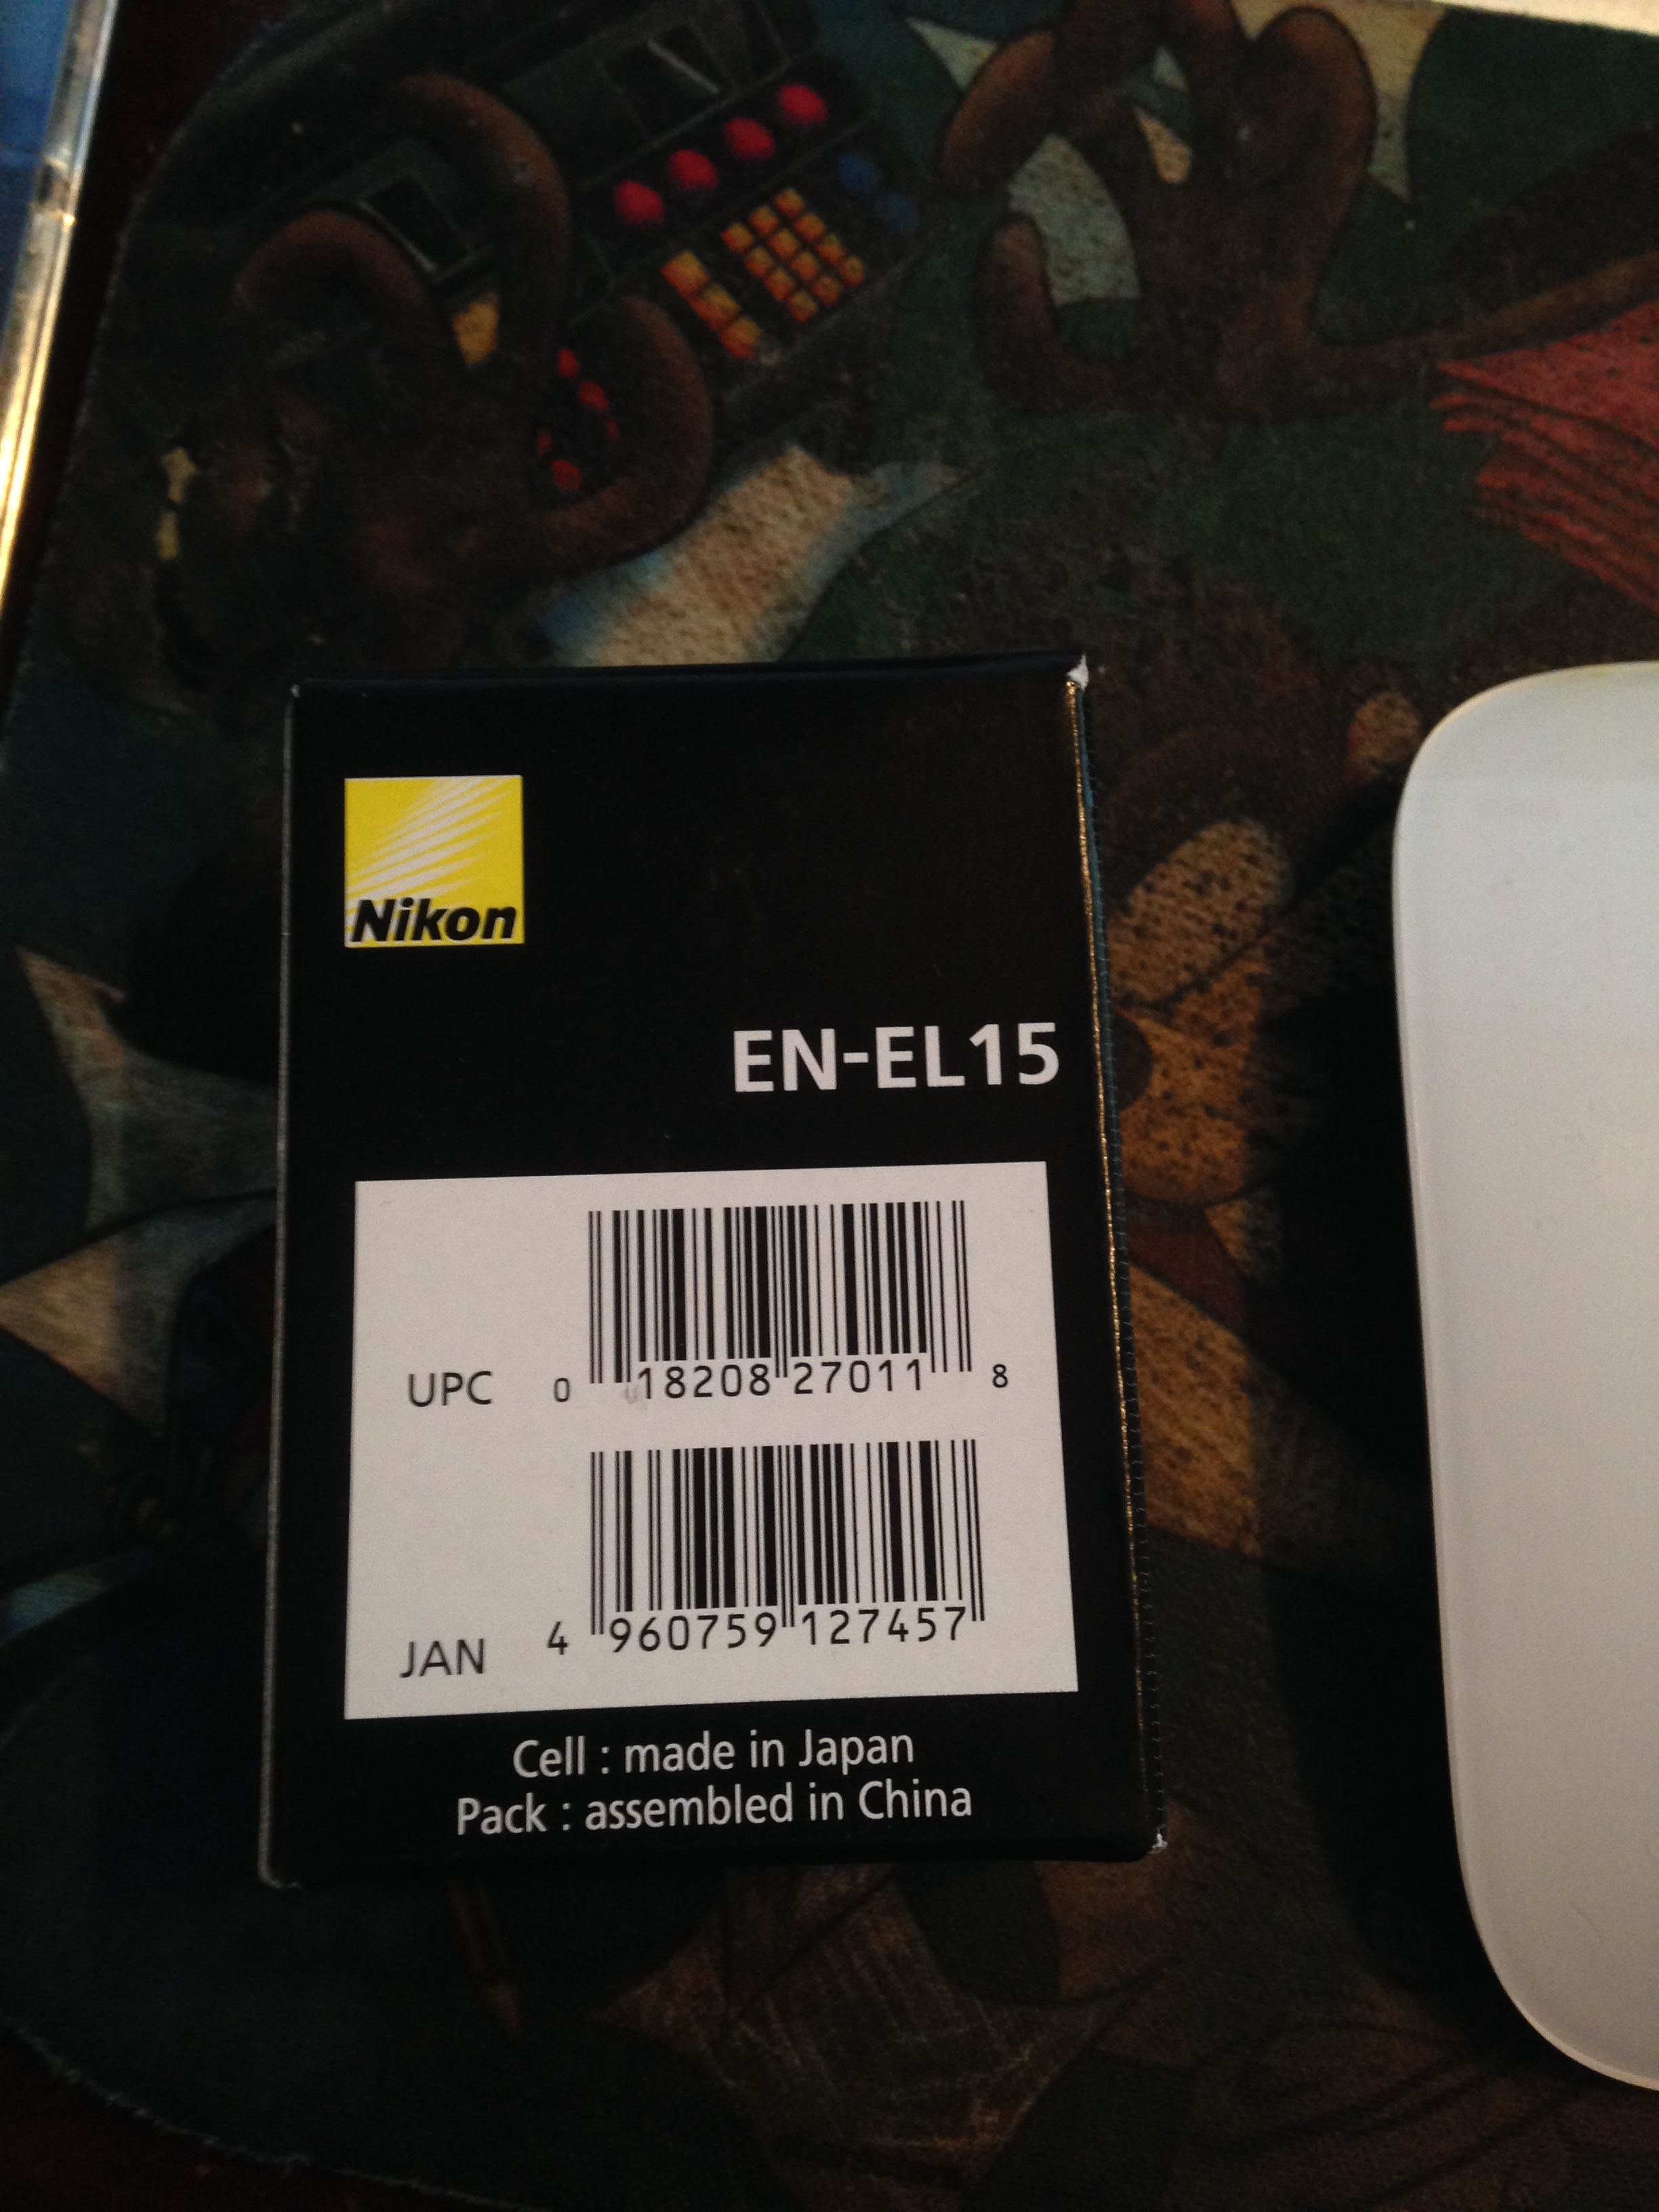 Nikon
EN-EL15
UPC 0 18208 27011 8
JAN 4 960759 127457
Cell : made in Japan
Pack : assembled in China